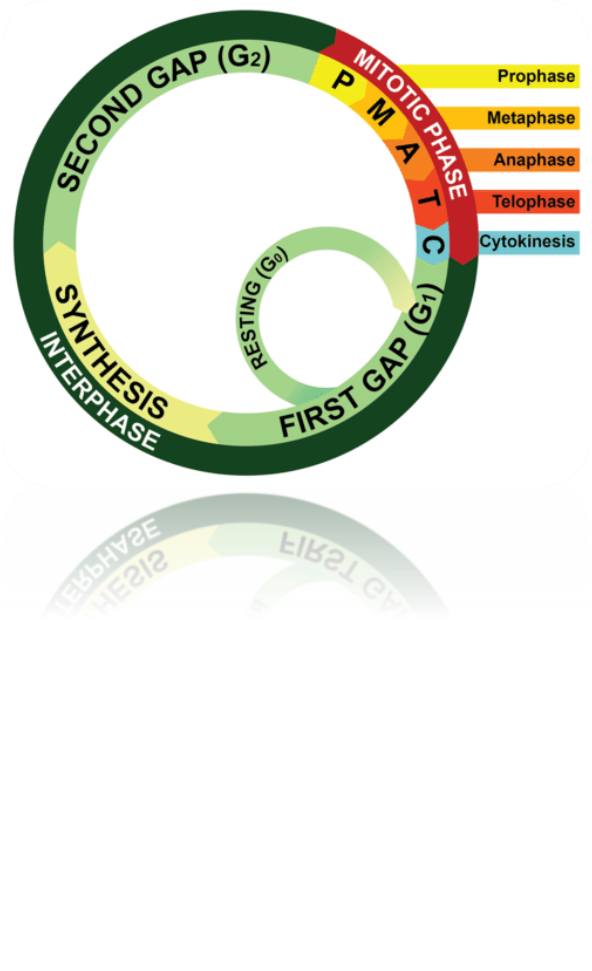 SECOND GAP (G2)
MITOTIC PHASE
P
M
A
T
C
Prophase
Metaphase
Anaphase
Telophase
Cytokinesis
RESTING (G0)
FIRST GAP (G1)
SYNTHESIS
INTERPHASE